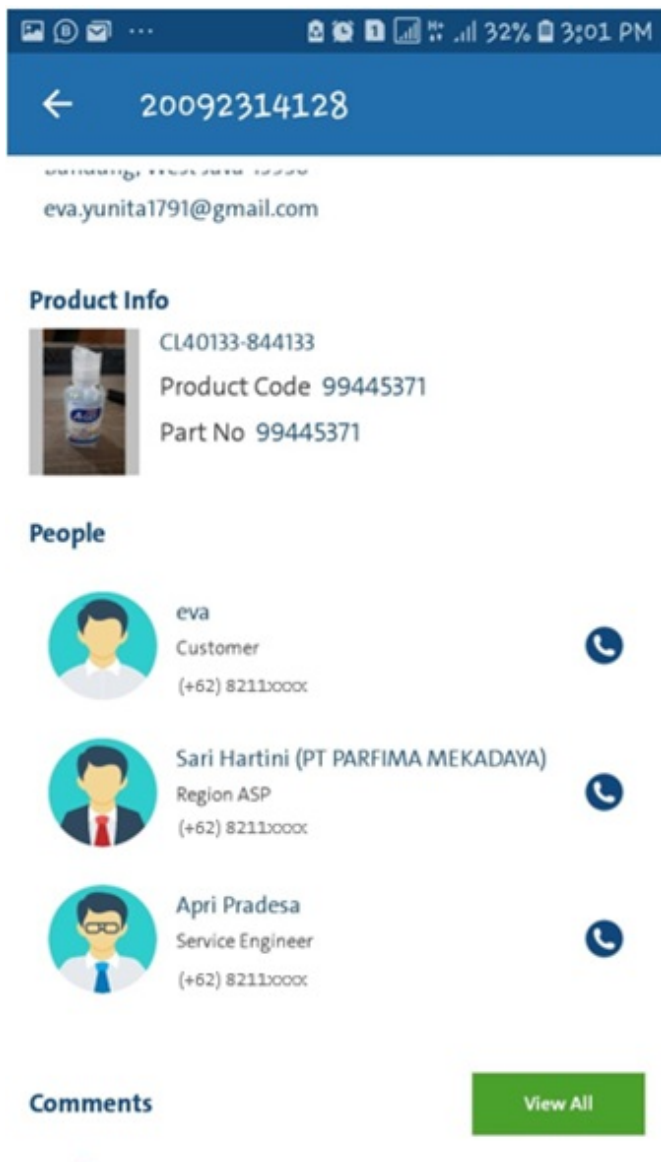 32% 3:01 PM
20092314128
eva.yunita1791@gmail.com
Product Info
CL40133-844133
Product Code 99445371
Part No 99445371
People
eva
Customer
(+62) 8211xxxx
Sari Hartini (PT PARFIMA MEKADAYA)
Region ASP
(+62) 8211xxxx
Apri Pradesa
Service Engineer
(+62) 8211xxxx
Comments
View All